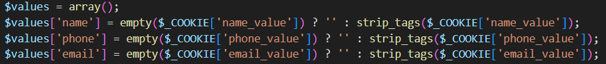 $values = array();
$values['name'] = empty($_COOKIE['name_value']) ? '' : strip_tags($_COOKIE['name_value']);
$values['phone'] = empty($_COOKIE['phone_value']) ? '' : strip_tags($_COOKIE['phone_value']);
$values['email'] = empty($_COOKIE['email_value']) ? '' : strip_tags($_COOKIE['email_value']);